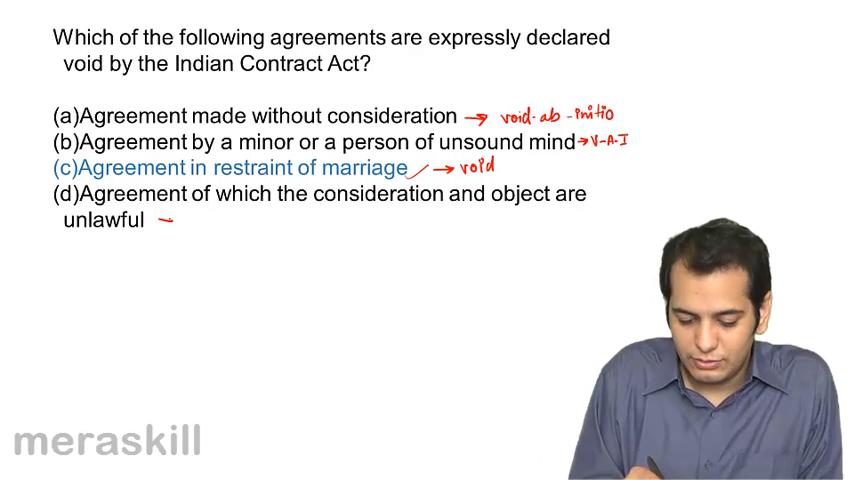 Which of the following agreements are expressly declared
void by the Indian Contract Act?
(a)Agreement made without consideration → void-ab-initio
(b)Agreement by a minor or a person of unsound mind → V-A-I
(c)Agreement in restraint of marriage ✓ → void
(d)Agreement of which the consideration and object are
unlawful –
meraskill